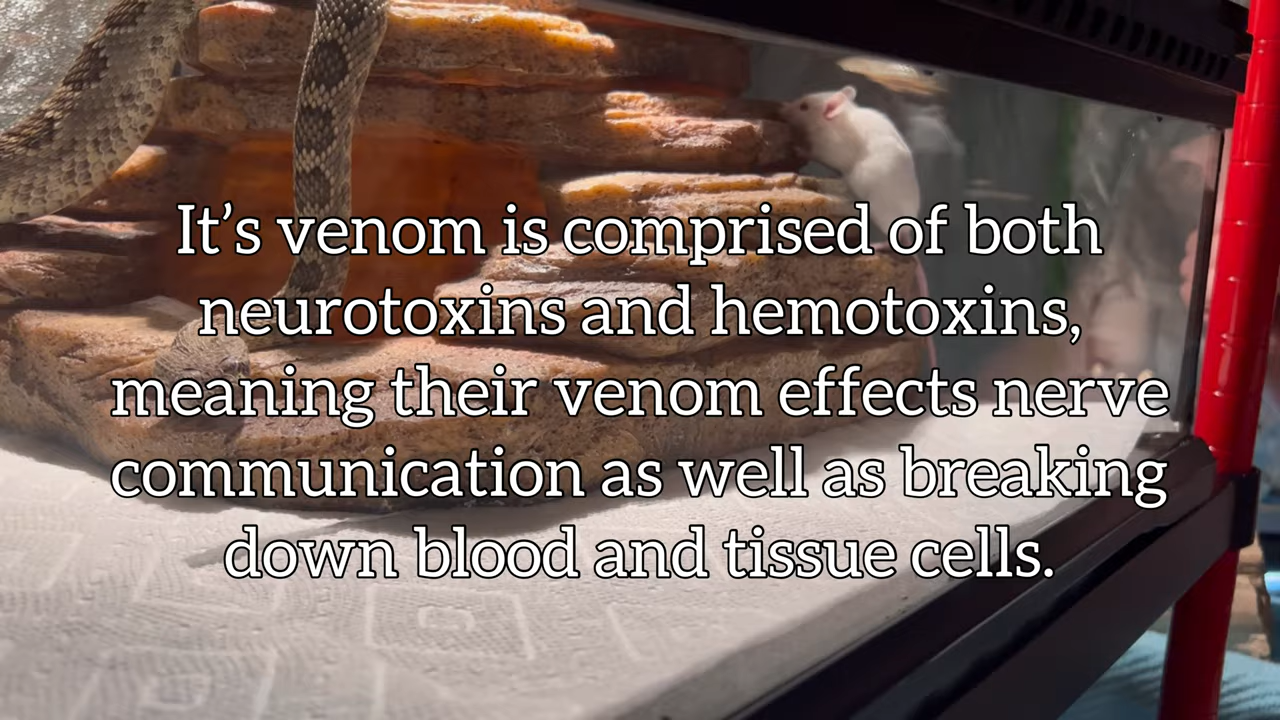 It’s venom is comprised of both
neurotoxins and hemotoxins,
meaning their venom effects nerve
communication as well as breaking
down blood and tissue cells.